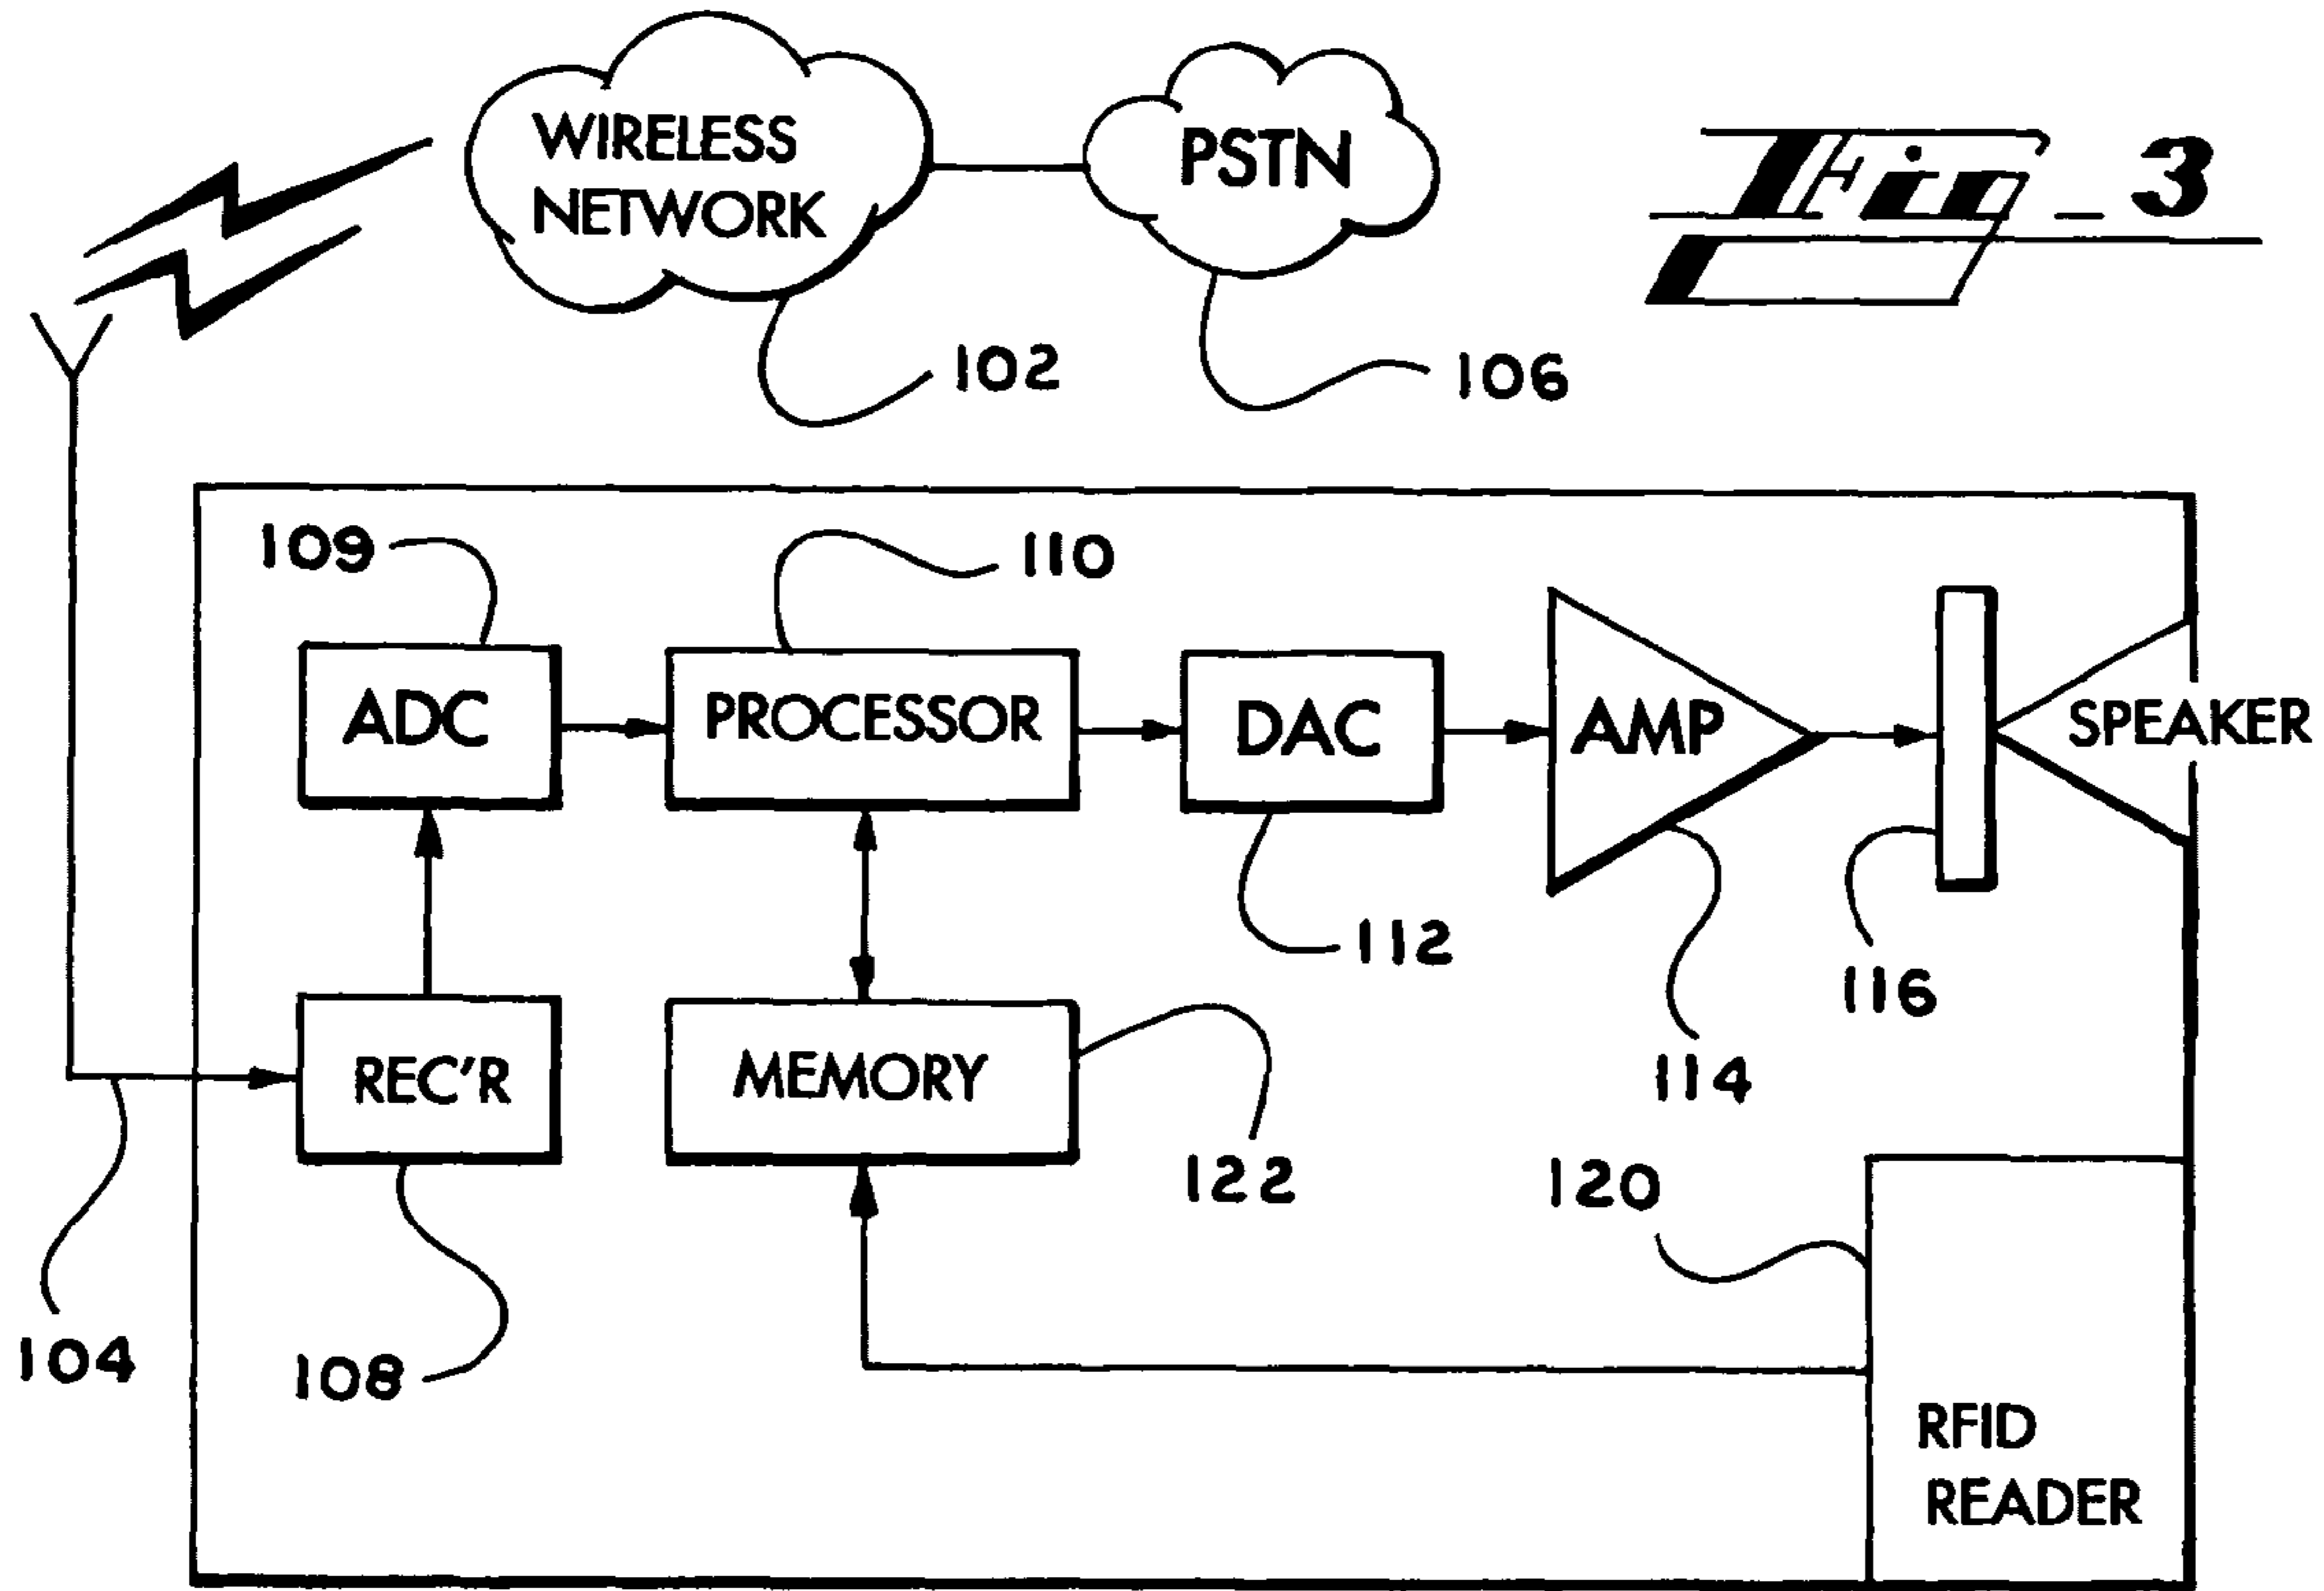 WIRELESS
NETWORK
PSTN
Fig_3
102
106
109
110
ADC
PROCESSOR
DAC
AMP
SPEAKER
112
116
REC'R
MEMORY
114
122
120
104
108
RFID
READER